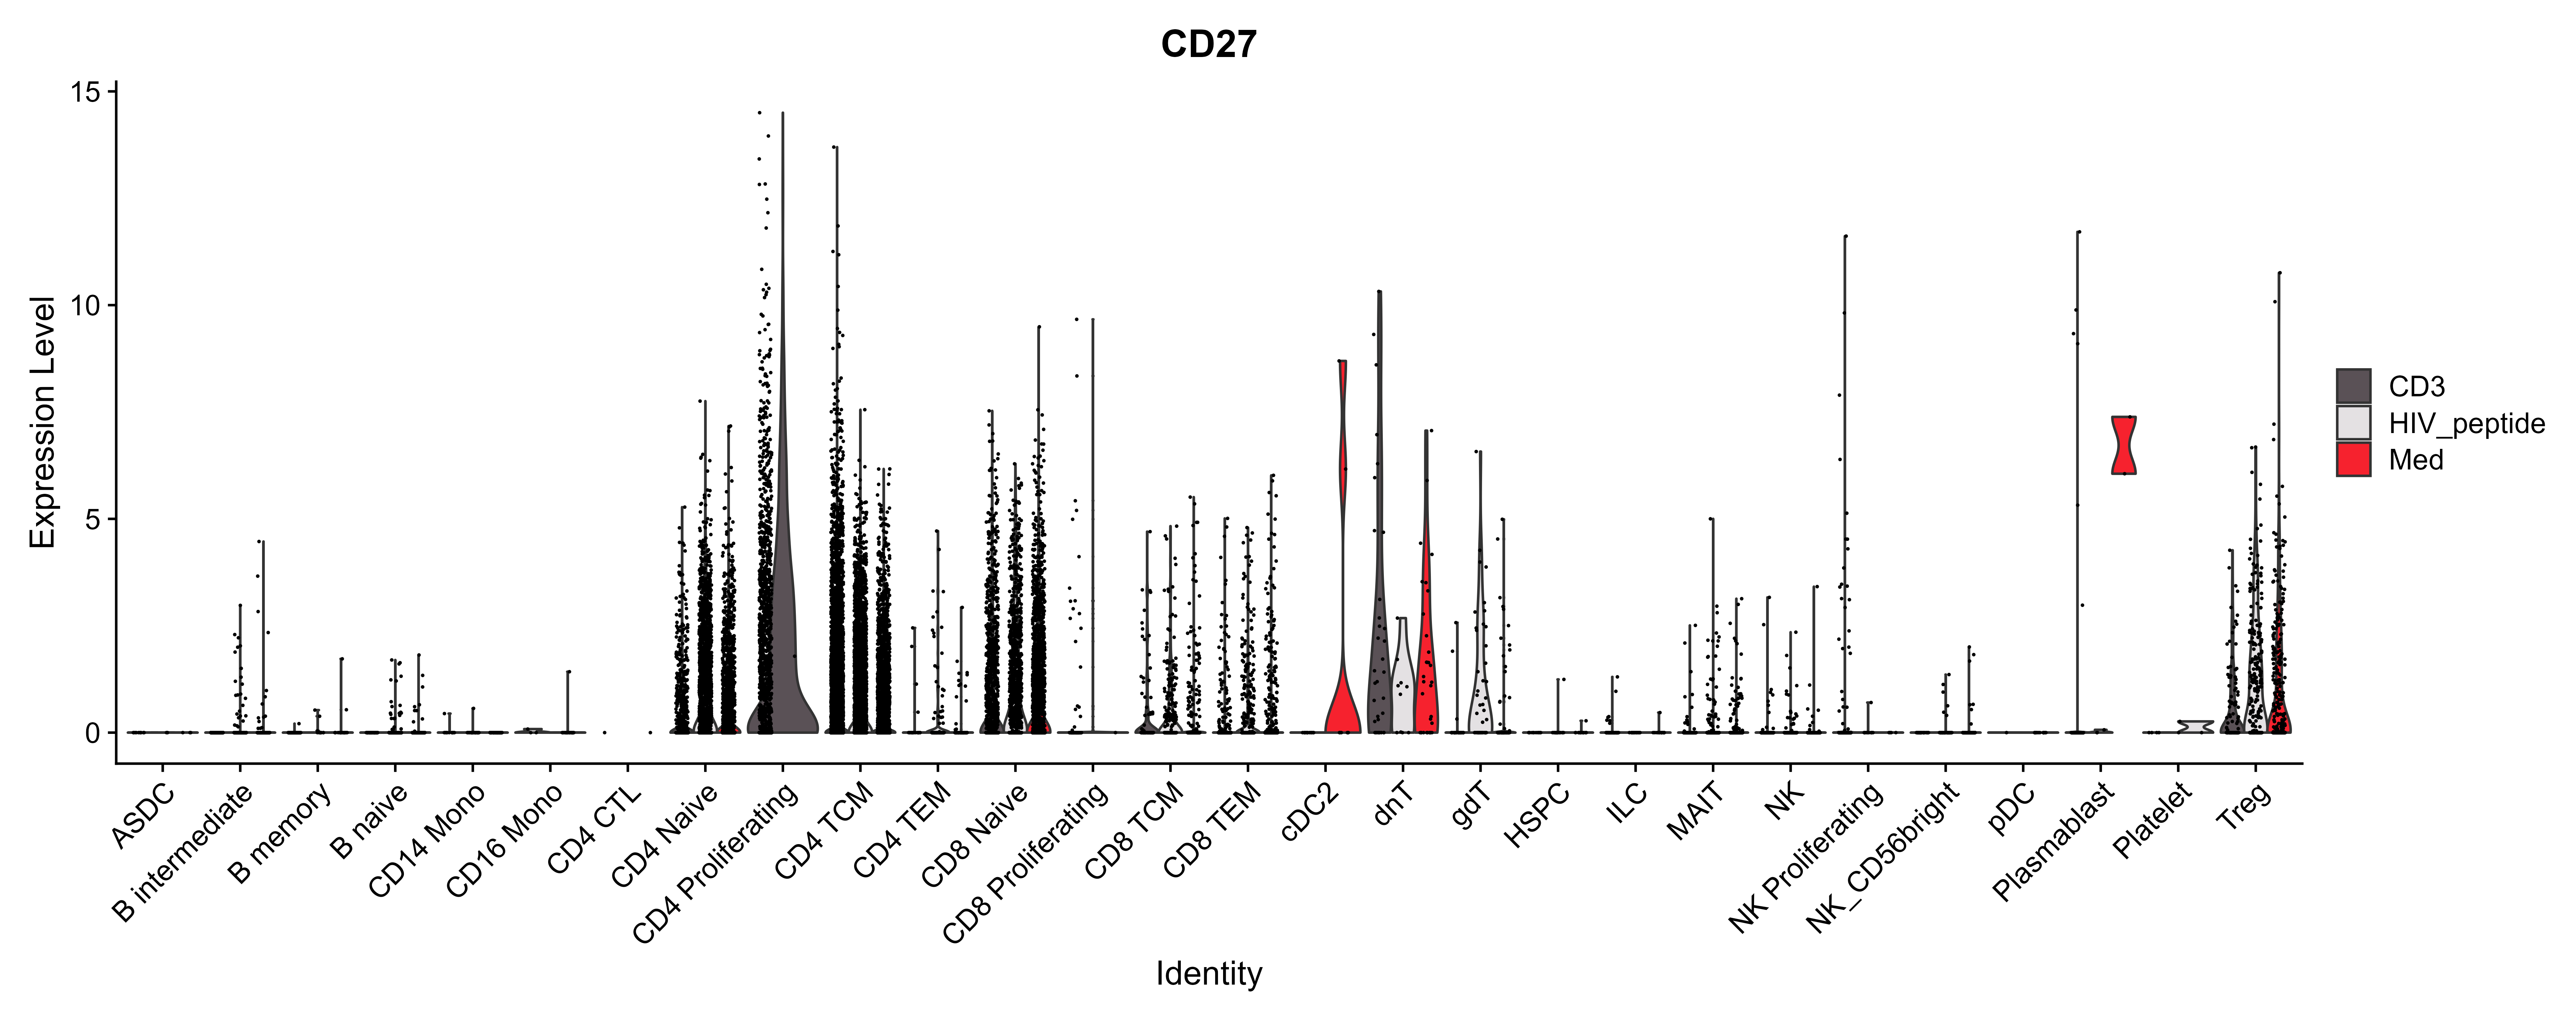 CD27
Expression Level
15
10
5
0
ASDC
B intermediate
B memory
B naive
CD14 Mono
CD16 Mono
CD4 CTL
CD4 Naive
CD4 Proliferating
CD4 TCM
CD4 TEM
CD8 Naive
CD8 Proliferating
CD8 TCM
CD8 TEM
cDC2
dnT
gdT
HSPC
ILC
MAIT
NK
NK Proliferating
NK_CD56bright
pDC
Plasmablast
Platelet
Treg
Identity
CD3
HIV_peptide
Med